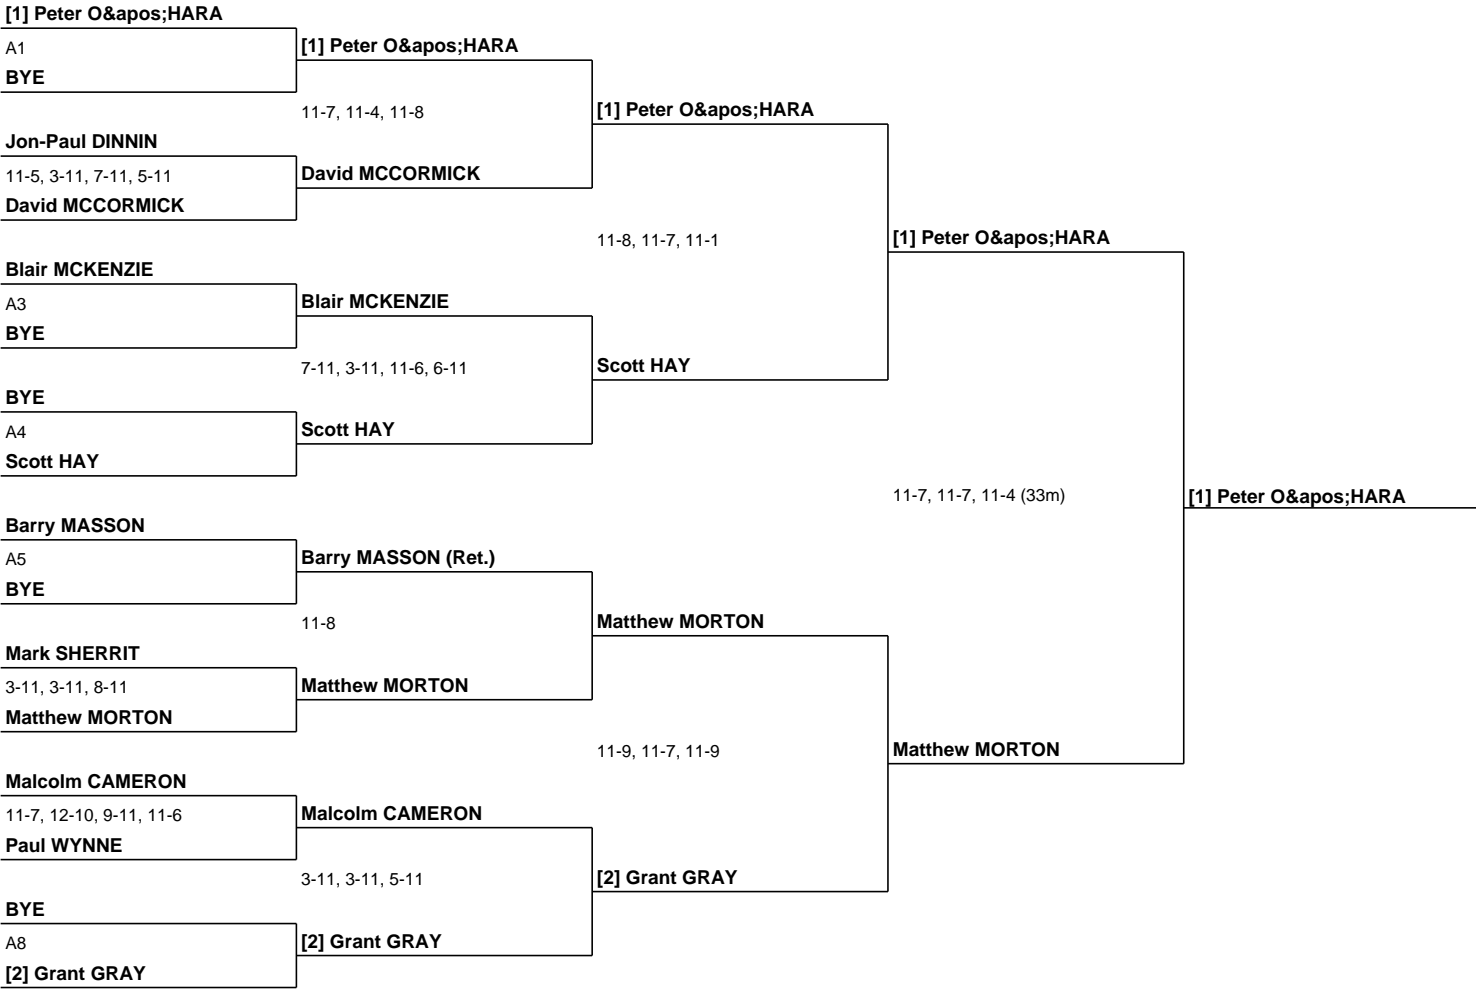 [1] Peter O&apos;HARA
A1
BYE
Jon-Paul DINNIN
11-5, 3-11, 7-11, 5-11
David MCCORMICK
Blair MCKENZIE
A3
BYE
BYE
A4
Scott HAY
Barry MASSON
A5
BYE
Mark SHERRIT
3-11, 3-11, 8-11
Matthew MORTON
Malcolm CAMERON
11-7, 12-10, 9-11, 11-6
Paul WYNNE
BYE
A8
[2] Grant GRAY
[1] Peter O&apos;HARA
11-7, 11-4, 11-8
David MCCORMICK
Blair MCKENZIE
7-11, 3-11, 11-6, 6-11
Scott HAY
Barry MASSON (Ret.)
11-8
Matthew MORTON
Malcolm CAMERON
3-11, 3-11, 5-11
[2] Grant GRAY
[1] Peter O&apos;HARA
11-8, 11-7, 11-1
Scott HAY
Matthew MORTON
11-9, 11-7, 11-9
[2] Grant GRAY
[1] Peter O&apos;HARA
11-7, 11-7, 11-4 (33m)
Matthew MORTON
[1] Peter O&apos;HARA